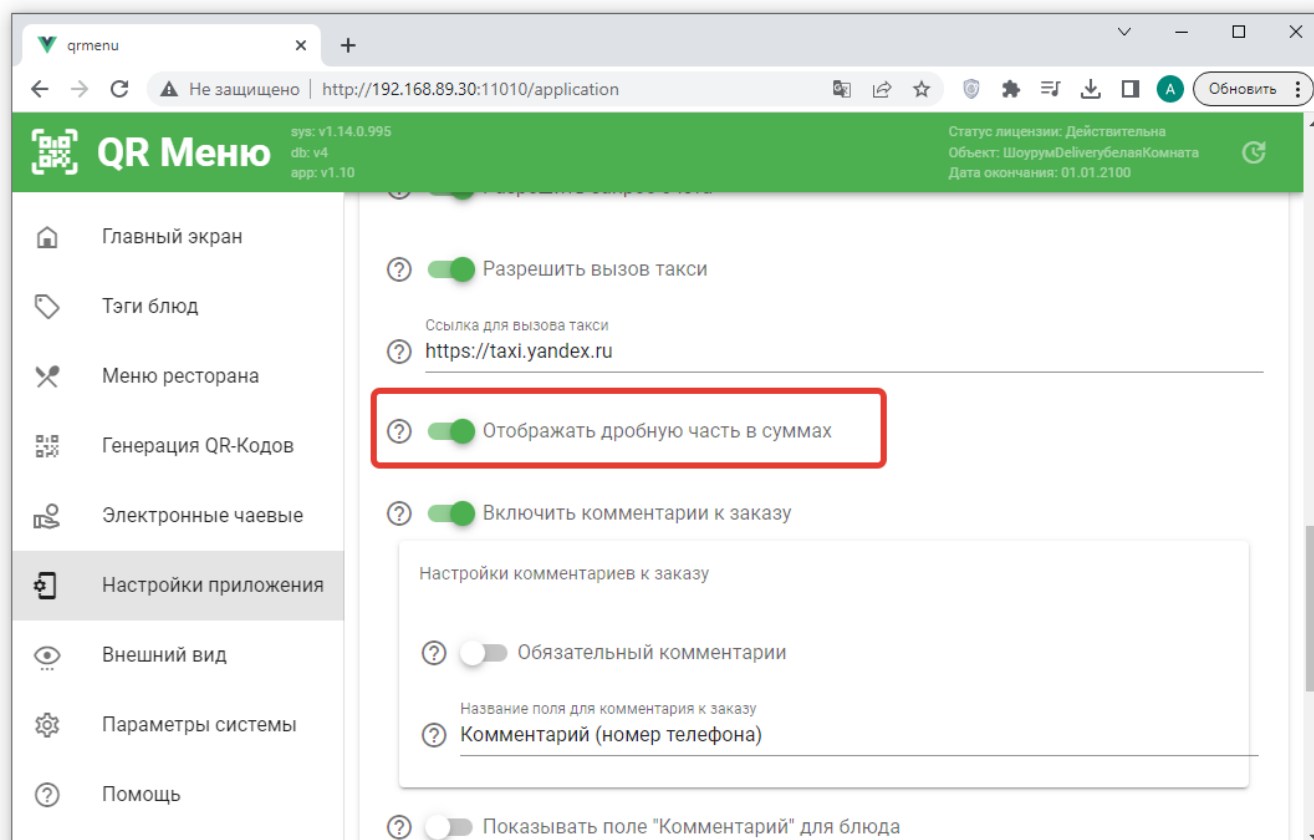 qrmenu
Не защищено
http://192.168.89.30:11010/application
A
Обновить
QR Меню
sys: v1.14.0.995
db: v4
app: v1.10
Статус лицензии: Действительна
Объект: ШоурумDeliveryбелаяКомната
Дата окончания: 01.01.2100
Главный экран
Тэги блюд
Меню ресторана
Генерация QR-Кодов
Электронные чаевые
Настройки приложения
Внешний вид
Параметры системы
Помощь
Разрешить вызов такси
Ссылка для вызова такси
https://taxi.yandex.ru
Отображать дробную часть в суммах
Включить комментарии к заказу
Настройки комментариев к заказу
Обязательный комментарии
Название поля для комментария к заказу
Комментарий (номер телефона)
Показывать поле "Комментарий" для блюда